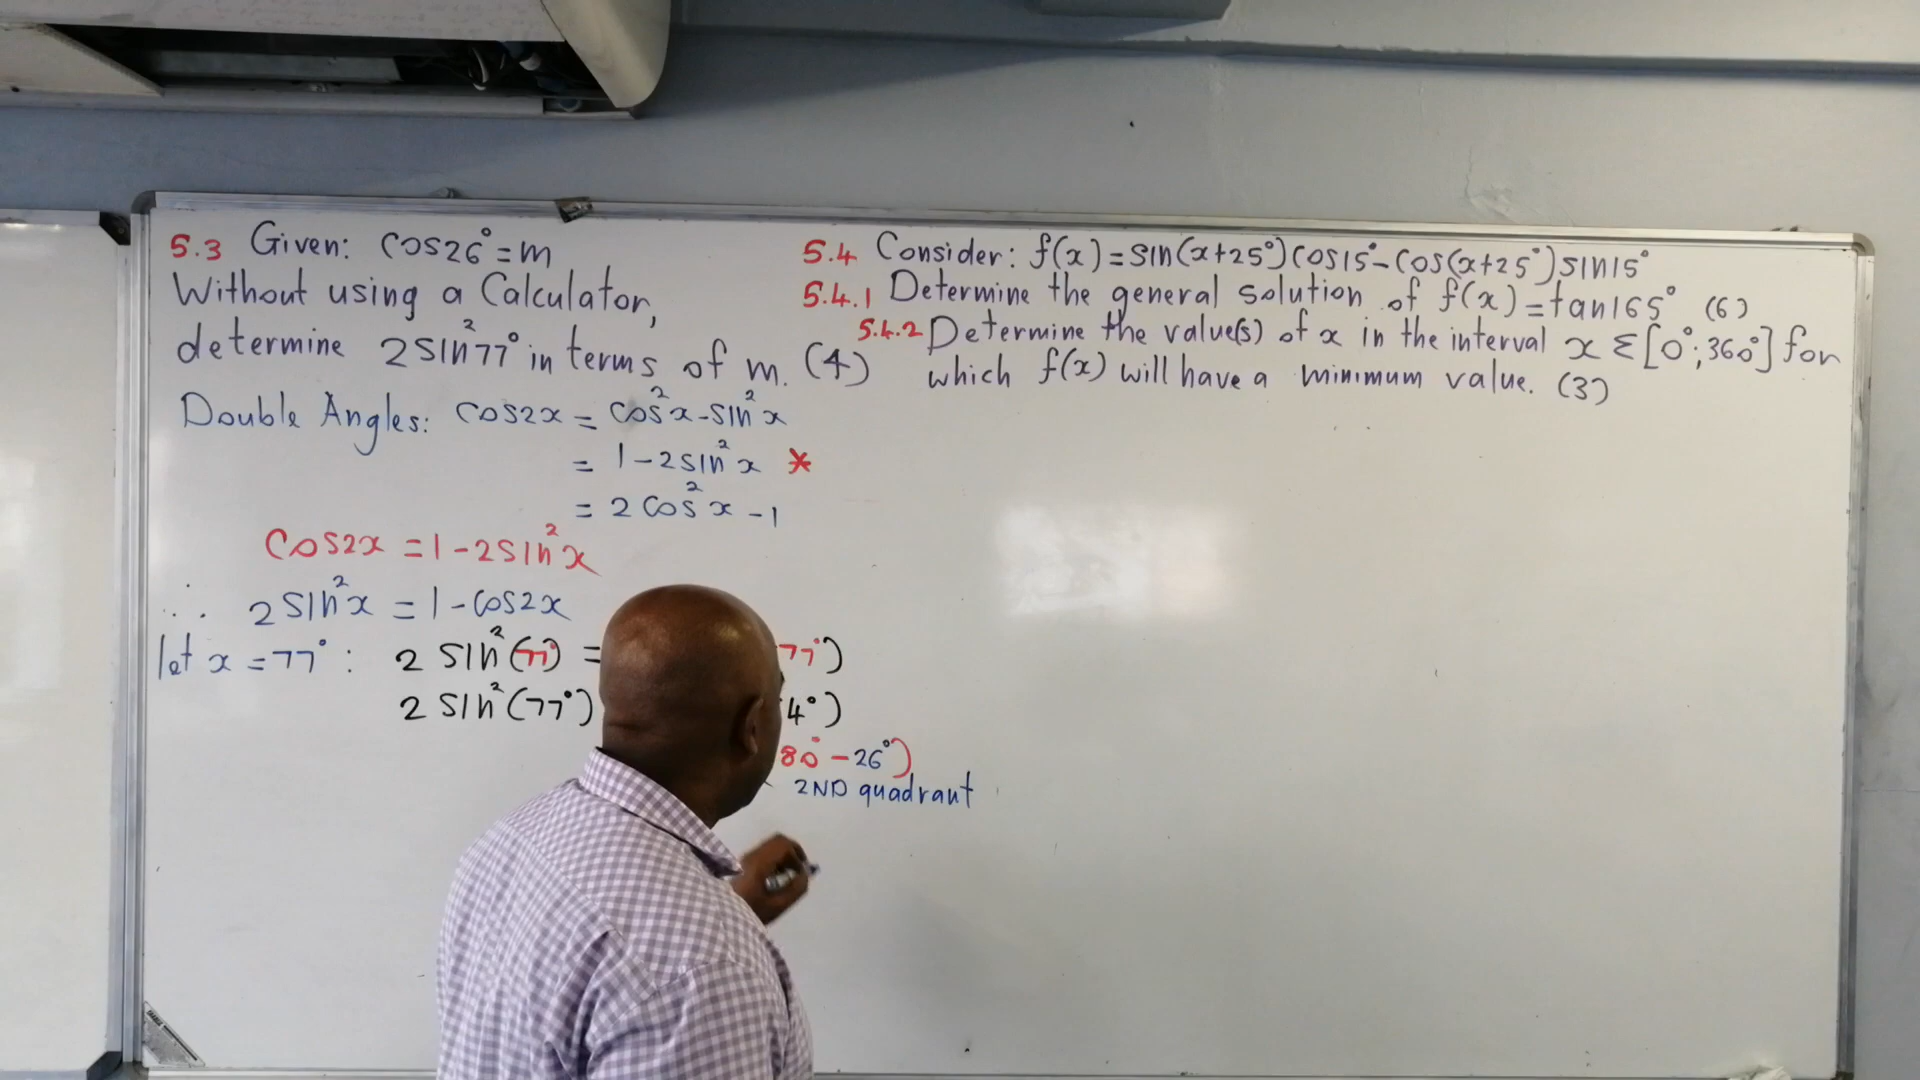 5.3 Given: cos26° = m
Without using a Calculator,
determine 2sin²77° in terms of m. (4)
Double Angles: cos2x = cos²x - sin²x
= 1 - 2sin²x *
= 2cos²x - 1
cos2x = 1 - 2sin²x
∴ 2sin²x = 1 - cos2x
let x = 77° : 2 sin²(77°) = 77°)
2 sin²(77°) 4°)
80° - 26°)
2ND quadrant
5.4 Consider: f(x) = sin(x+25°)cos15° - cos(x+25°)sin15°
5.4.1 Determine the general solution of f(x) = tan165° (6)
5.4.2 Determine the value(s) of x in the interval x ε [0°; 360°] for
which f(x) will have a minimum value. (3)